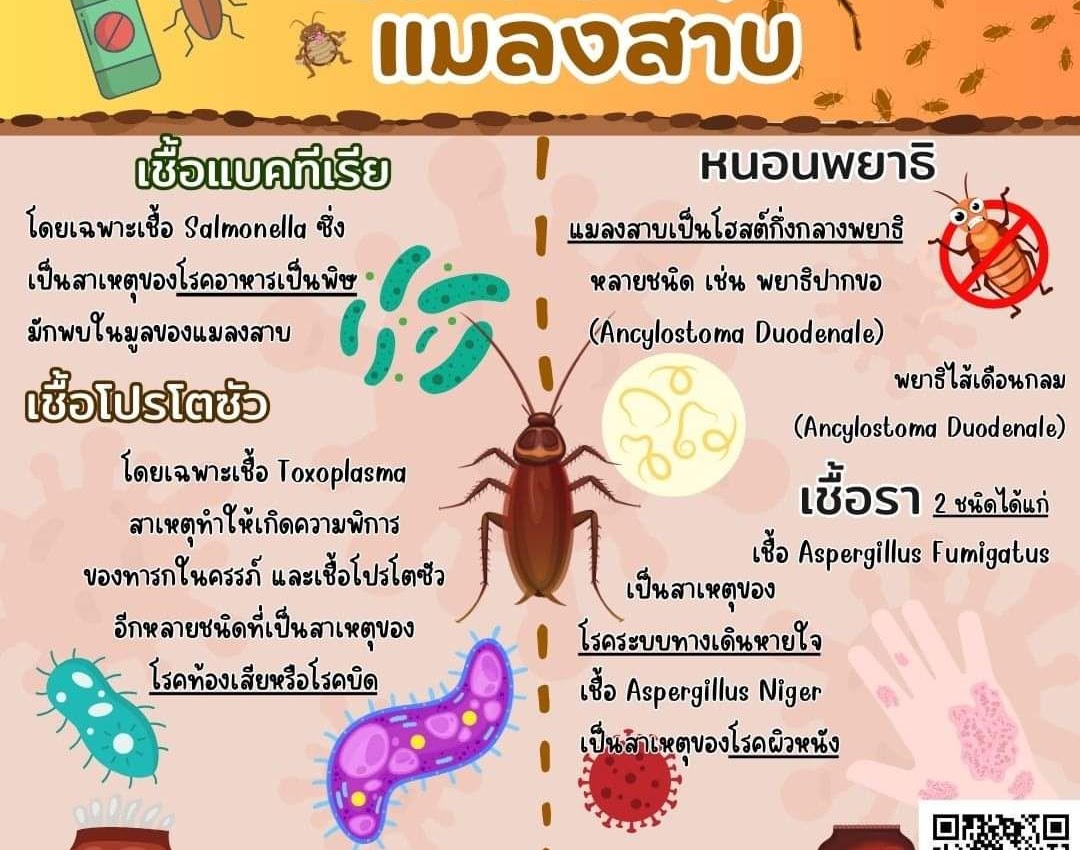 แมลงสาบ
เชื้อแบคทีเรีย
โดยเฉพาะเชื้อ Salmonella ซึ่ง
เป็นสาเหตุของโรคอาหารเป็นพิษ
มักพบในมูลของแมลงสาบ
เชื้อโปรโตซัว
โดยเฉพาะเชื้อ Toxoplasma
สาเหตุทำให้เกิดความพิการ
ของทารกในครรภ์ และเชื้อโปรโตซัว
อีกหลายชนิดที่เป็นสาเหตุของ
โรคท้องเสียหรือโรคบิด
หนอนพยาธิ
แมลงสาบเป็นโฮสต์กึ่งกลางพยาธิ
หลายชนิด เช่น พยาธิปากขอ
(Ancylostoma Duodenale)
พยาธิไส้เดือนกลม
(Ancylostoma Duodenale)
เชื้อรา 2 ชนิดได้แก่
เชื้อ Aspergillus Fumigatus
เป็นสาเหตุของ
โรคระบบทางเดินหายใจ
เชื้อ Aspergillus Niger
เป็นสาเหตุของโรคผิวหนัง